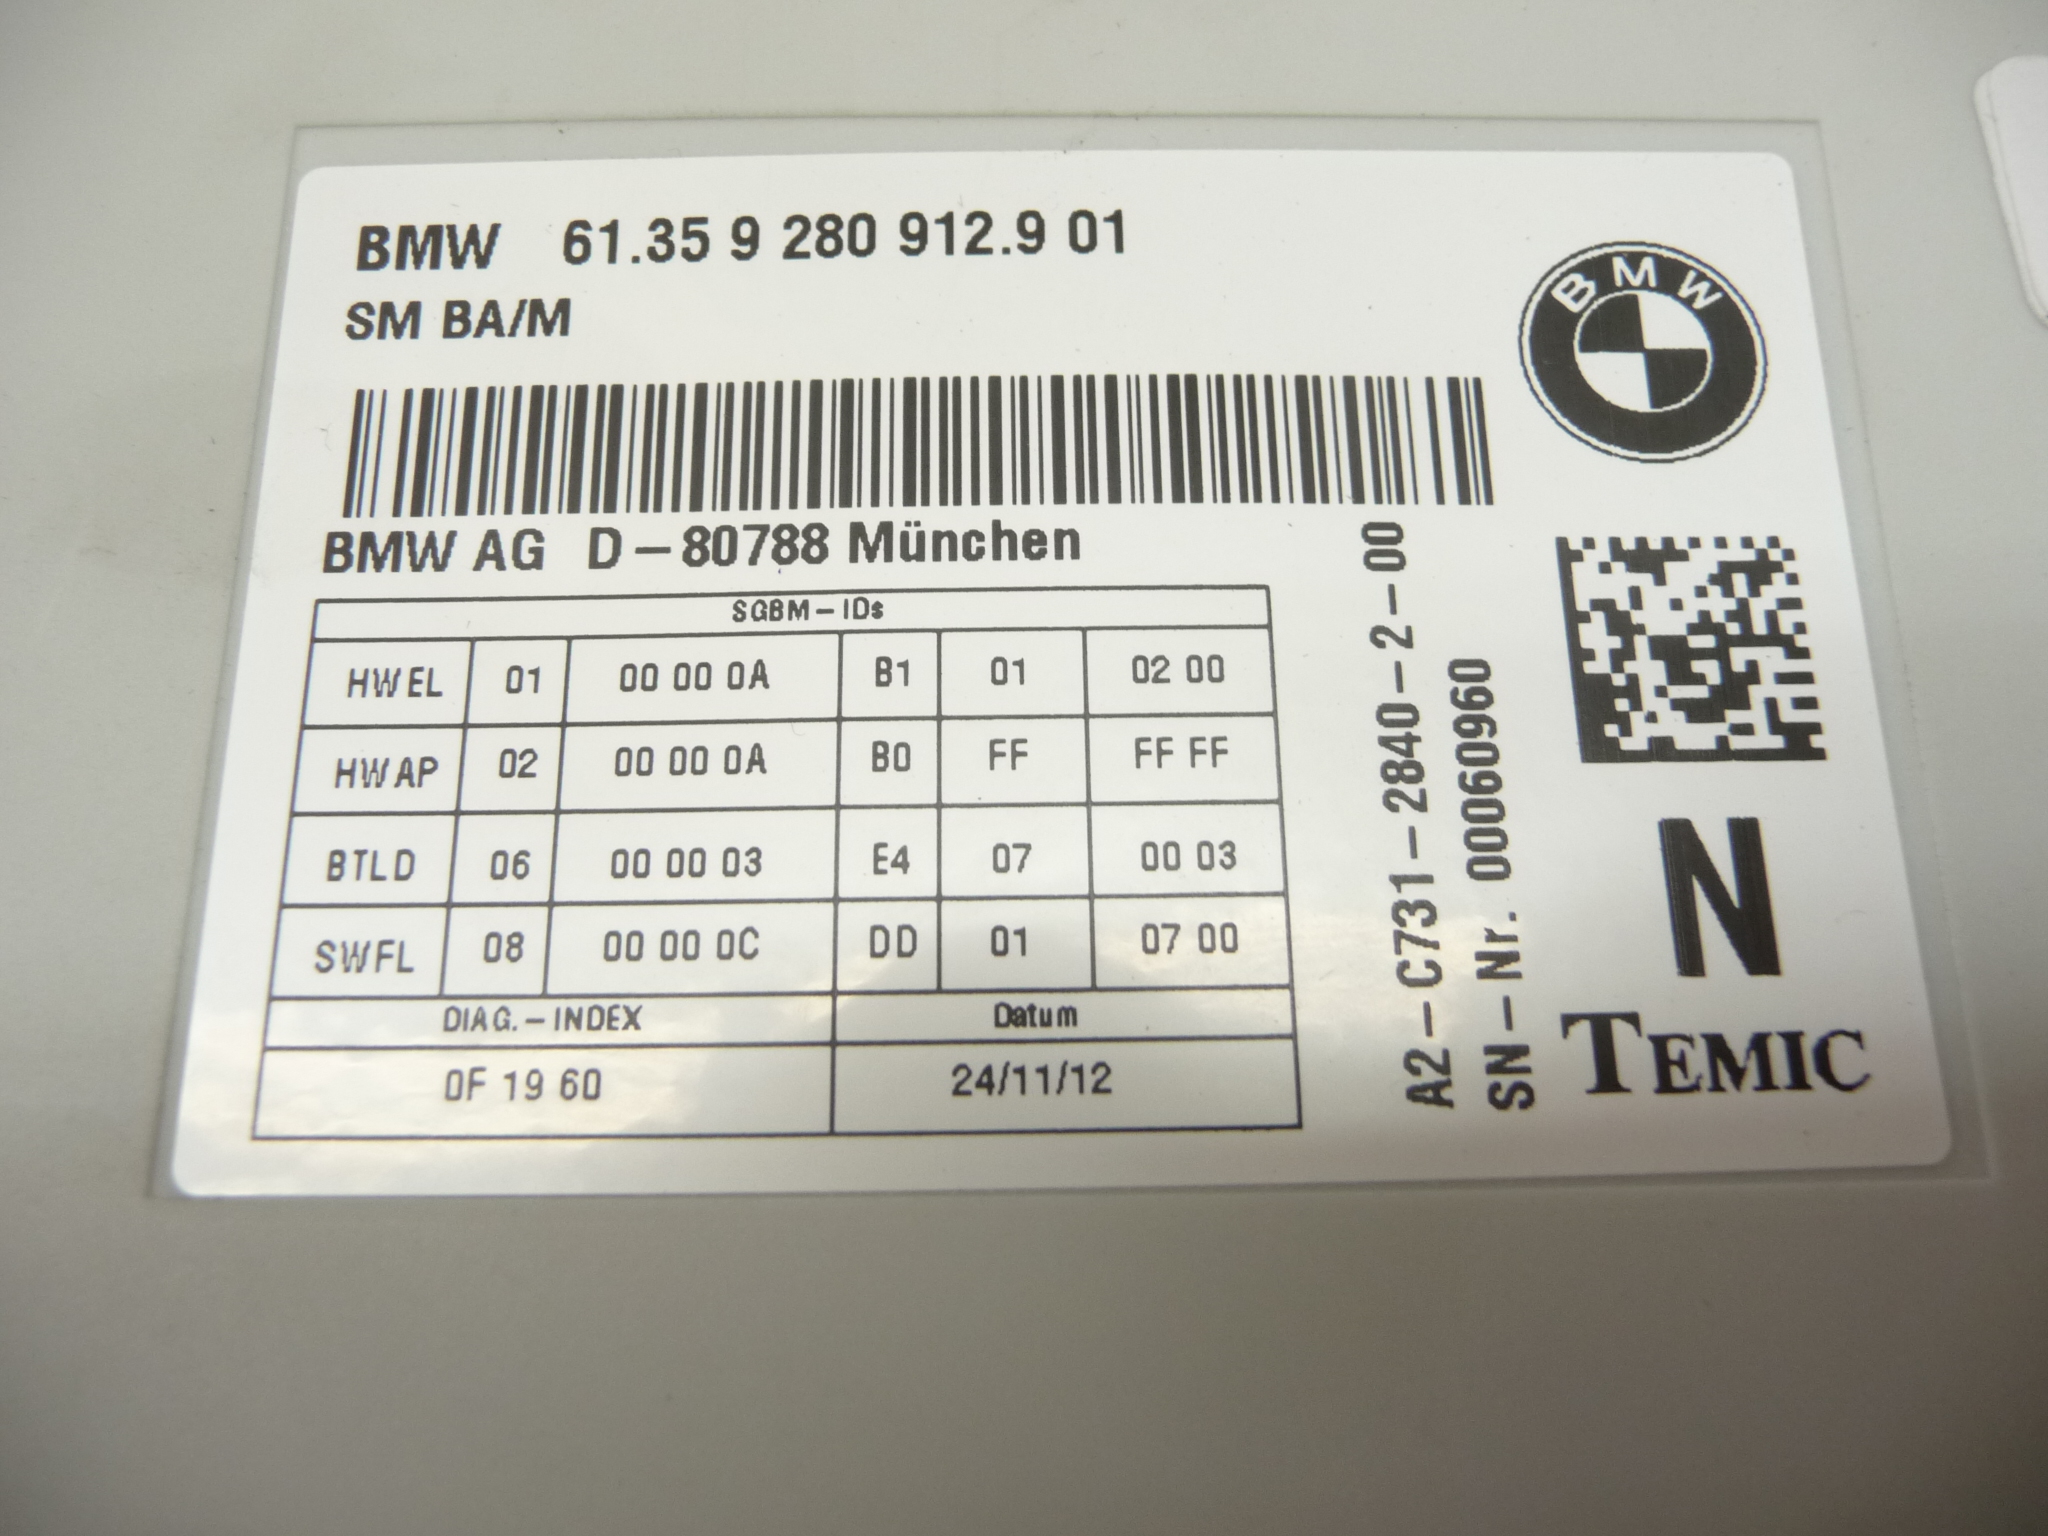 BMW 61.35 9 280 912.9 01
SM BA/M
BMW
BMW AG D-80788 München
SGBM-IDs
HWEL 01 00 00 0A B1 01 02 00
HWAP 02 00 00 0A B0 FF FF FF
BTLD 06 00 00 03 E4 07 00 03
SWFL 08 00 00 0C DD 01 07 00
DIAG.-INDEX Datum
0F 19 60 24/11/12
A2-C731-2840-2-00
SN-Nr. 00060960
N
TEMIC